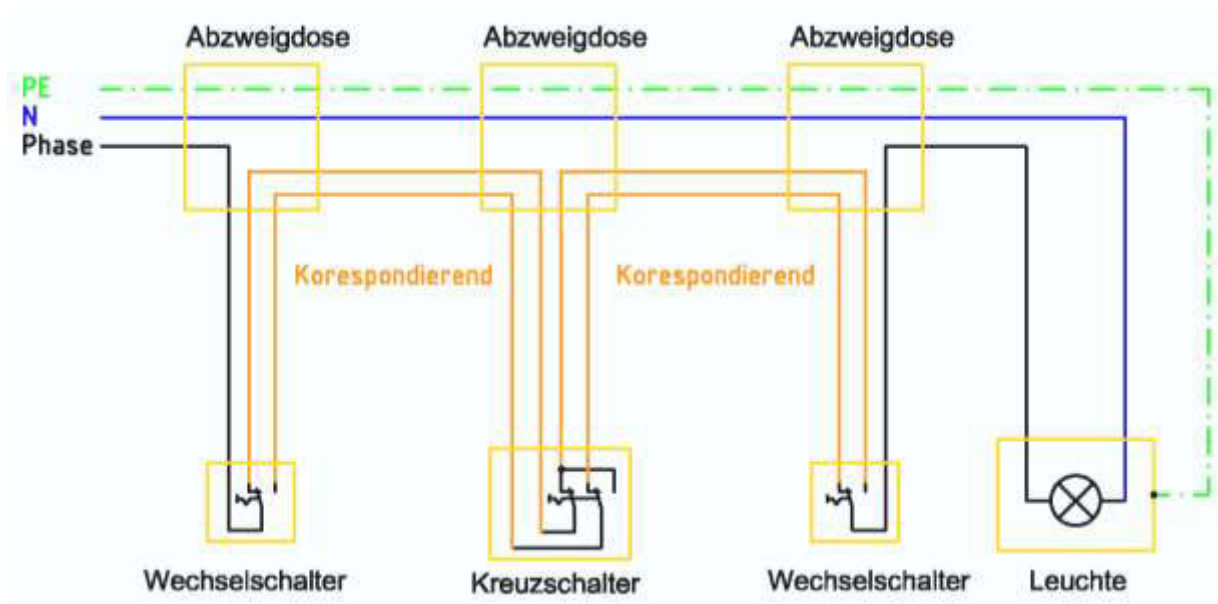 Abzweigdose Abzweigdose Abzweigdose
PE
N
Phase
Korespondierend Korespondierend
Wechselschalter Kreuzschalter Wechselschalter Leuchte